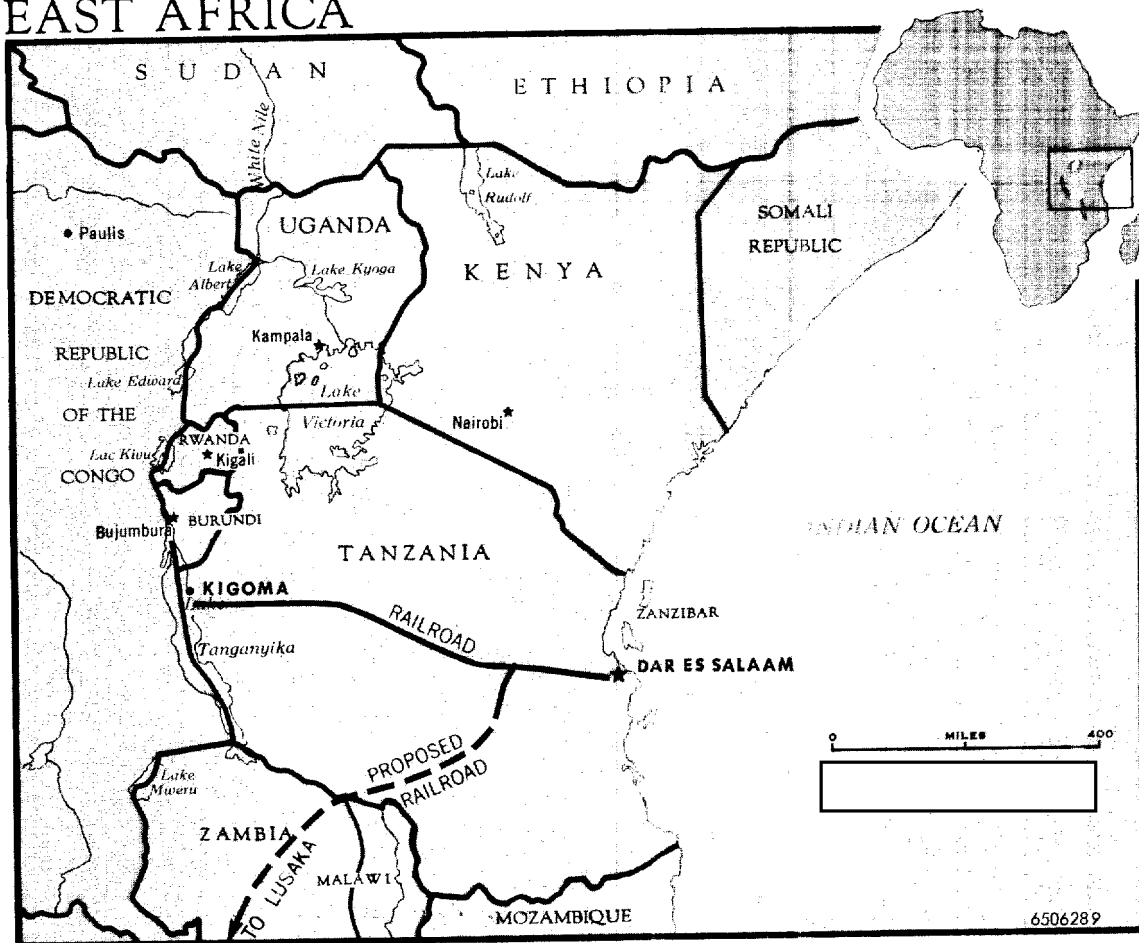 EAST AFRICA
SUDAN
ETHIOPIA
White Nile
Lake
Rudolf
UGANDA
SOMALI
REPUBLIC
Paulis
Lake
Albert
Lake Kyoga
KENYA
DEMOCRATIC
REPUBLIC
OF THE
CONGO
Kampala
Lake Edward
Lake
Victoria
Nairobi
RWANDA
Lac Kivu
Kigali
Bujumbura
BURUNDI
TANZANIA
INDIAN OCEAN
KIGOMA
Lake
Tanganyika
RAILROAD
ZANZIBAR
DAR ES SALAAM
PROPOSED
RAILROAD
0 MILES 400
Lake
Mweru
ZAMBIA
TO LUSAKA
MALAWI
MOZAMBIQUE
6506289